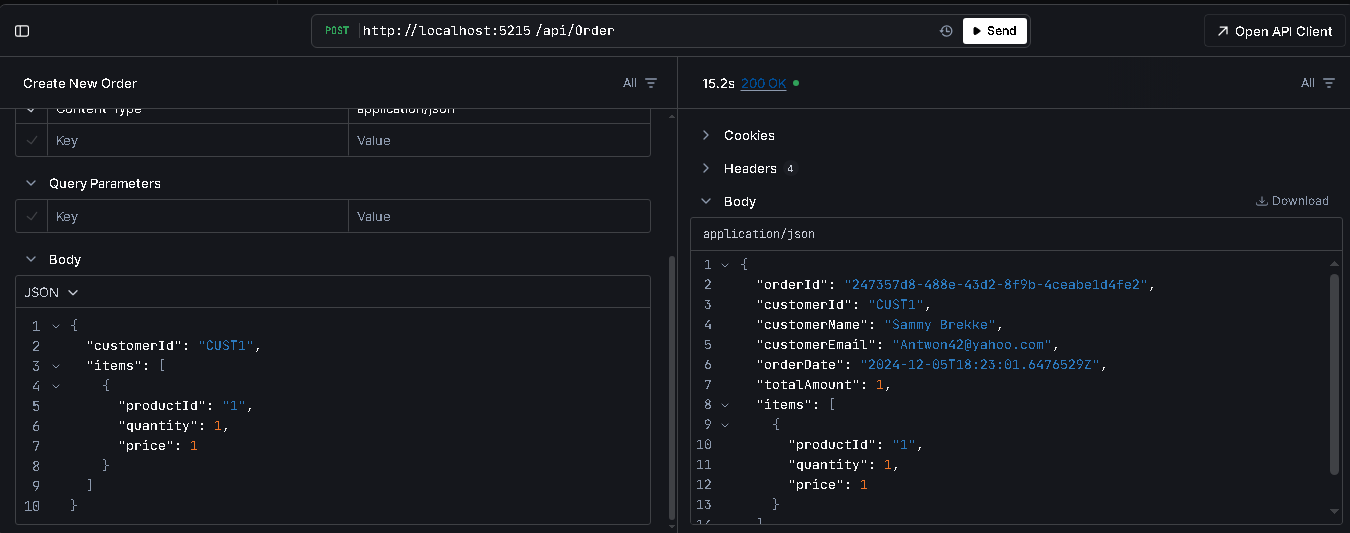 POST http://localhost:5215 /api/Order Send Open API Client
Create New Order All
Content-Type application/json
Key Value
Query Parameters
Key Value
Body
JSON
1 {
2 "customerId": "CUST1",
3 "items": [
4 {
5 "productId": "1",
6 "quantity": 1,
7 "price": 1
8 }
9 ]
10 }
15.2s 200 OK All
Cookies
Headers 4
Body Download
application/json
1 {
2 "orderId": "247357d8-488e-43d2-8f9b-4ceabe1d4fe2",
3 "customerId": "CUST1",
4 "customerName": "Sammy Brekke",
5 "customerEmail": "Antwon42@yahoo.com",
6 "orderDate": "2024-12-05T18:23:01.6476529Z",
7 "totalAmount": 1,
8 "items": [
9 {
10 "productId": "1",
11 "quantity": 1,
12 "price": 1
13 }
14 ]